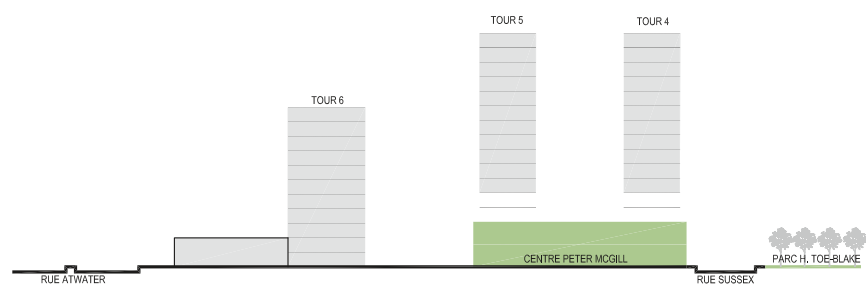 TOUR 5
TOUR 4
TOUR 6
CENTRE PETER MCGILL
PARC H. TOE-BLAKE
RUE ATWATER
RUE SUSSEX